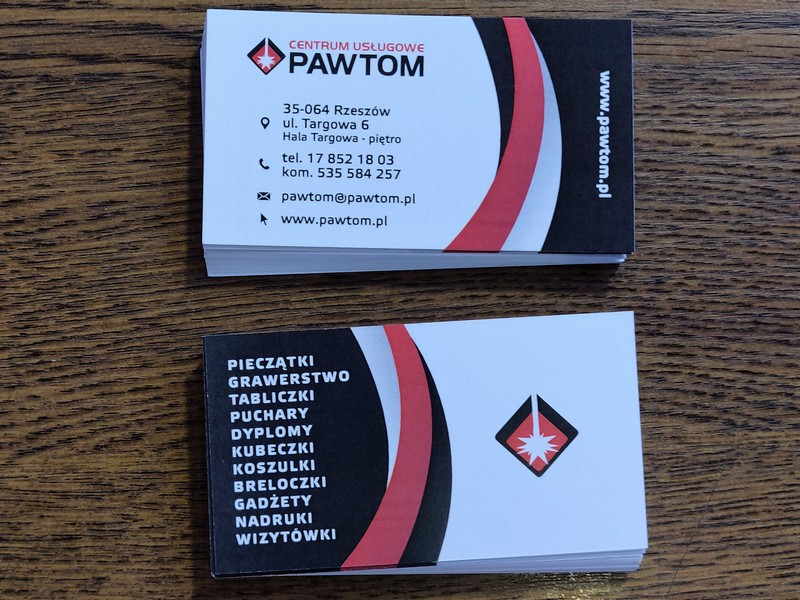 CENTRUM USŁUGOWE
PAWTOM
35-064 Rzeszów
ul. Targowa 6
Hala Targowa - piętro
tel. 17 852 18 03
kom. 535 584 257
pawtom@pawtom.pl
www.pawtom.pl
www.pawtom.pl
PIECZĄTKI
GRAWERSTWO
TABLICZKI
PUCHARY
DYPLOMY
KUBECZKI
KOSZULKI
BRELOCZKI
GADŻETY
NADRUKI
WIZYTÓWKI